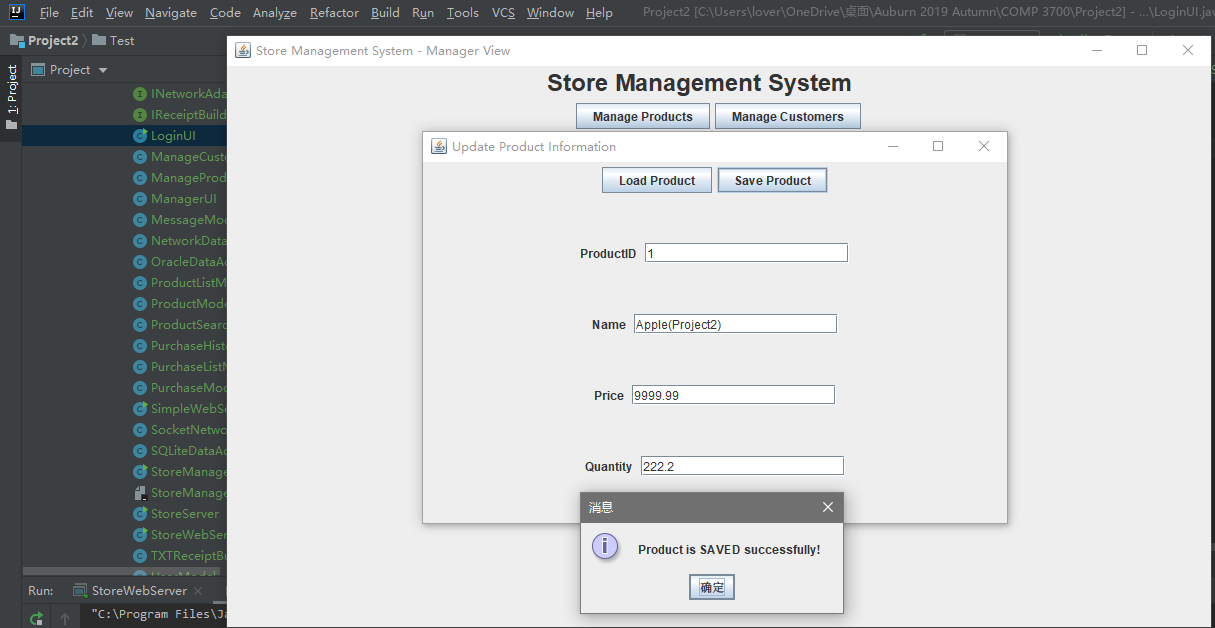 File Edit View Navigate Code Analyze Refactor Build Run Tools VCS Window Help Project2 [C:\Users\lover\OneDrive\桌面\Auburn 2019 Autumn\COMP 3700\Project2] - ...\LoginUI.jav
Project2 Test
1: Project
Project
INetworkAda
IReceiptBuild
LoginUI
ManageCusto
ManageProd
ManagerUI
MessageMod
NetworkData
OracleDataAc
ProductListM
ProductMode
ProductSearc
PurchaseHist
PurchaseListM
PurchaseMod
SimpleWebSe
SocketNetwo
SQLiteDataAc
StoreManage
StoreManage
StoreServer
StoreWebSer
TXTReceiptBu
UserModel
Run: StoreWebServer
"C:\Program Files\Ja
Store Management System - Manager View
Store Management System
Manage Products Manage Customers
Update Product Information
Load Product Save Product
ProductID 1
Name Apple(Project2)
Price 9999.99
Quantity 222.2
消息
Product is SAVED successfully!
确定